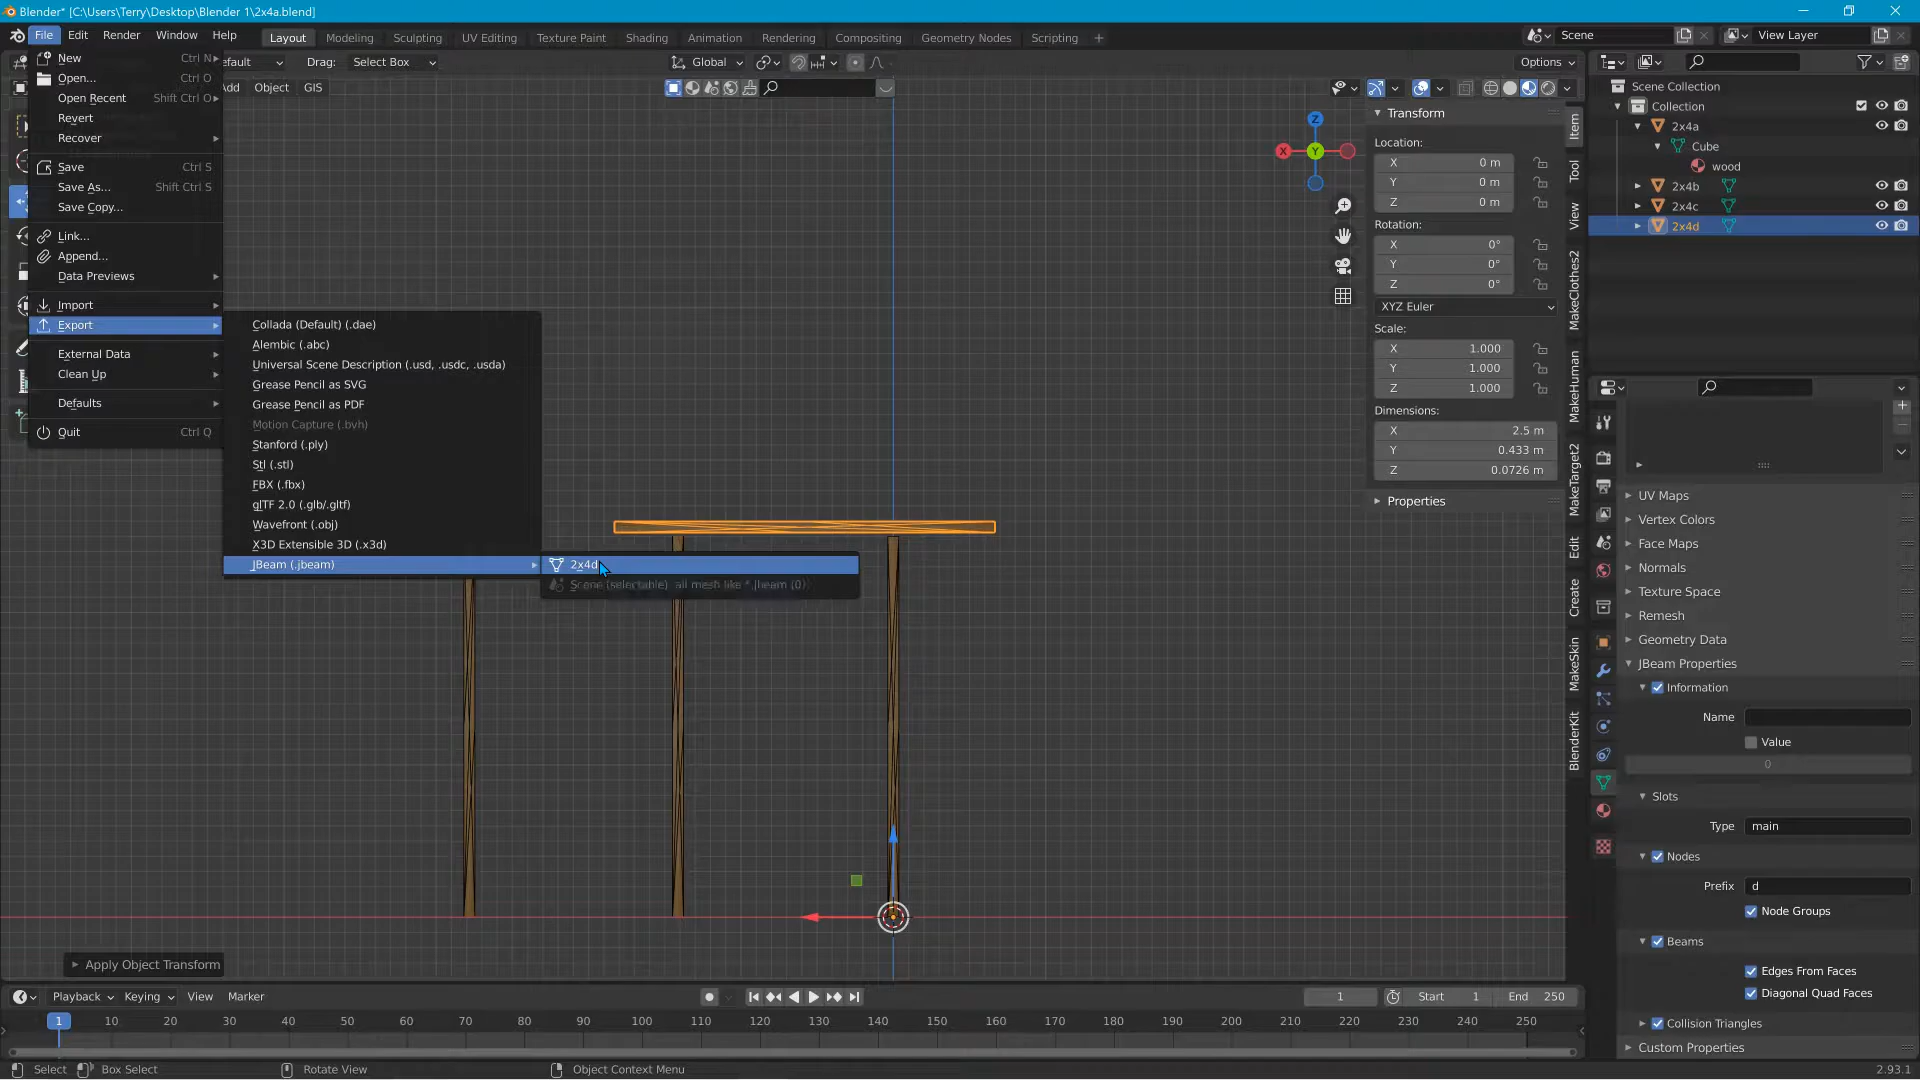 Blender* [C:\Users\Terry\Desktop\Blender 1\2x4a.blend]
File Edit Render Window Help
Layout Modeling Sculpting UV Editing Texture Paint Shading Animation Rendering Compositing Geometry Nodes Scripting +
Scene
View Layer
efault
Drag: Select Box
Global
Options
dd Object GIS
New Ctrl N
Open... Ctrl O
Open Recent Shift Ctrl O
Revert
Recover
Save Ctrl S
Save As... Shift Ctrl S
Save Copy...
Link...
Append...
Data Previews
Import
Export
External Data
Clean Up
Defaults
Quit Ctrl Q
Collada (Default) (.dae)
Alembic (.abc)
Universal Scene Description (.usd, .usdc, .usda)
Grease Pencil as SVG
Grease Pencil as PDF
Motion Capture (.bvh)
Stanford (.ply)
Stl (.stl)
FBX (.fbx)
glTF 2.0 (.glb/.gltf)
Wavefront (.obj)
X3D Extensible 3D (.x3d)
JBeam (.jbeam)
2x4d
Scene (selectable) all mesh like *.jbeam (0)
Z
X
Y
Transform
Location:
X 0 m
Y 0 m
Z 0 m
Rotation:
X 0°
Y 0°
Z 0°
XYZ Euler
Scale:
X 1.000
Y 1.000
Z 1.000
Dimensions:
X 2.5 m
Y 0.433 m
Z 0.0726 m
Properties
Item
Tool
View
MakeClothes2
MakeHuman
MakeTarget2
Edit
Create
MakeSkin
BlenderKit
Scene Collection
Collection
2x4a
Cube
wood
2x4b
2x4c
2x4d
UV Maps
Vertex Colors
Face Maps
Normals
Texture Space
Remesh
Geometry Data
JBeam Properties
Information
Name
Value
0
Slots
Type main
Nodes
Prefix d
Node Groups
Beams
Edges From Faces
Diagonal Quad Faces
Collision Triangles
Custom Properties
Apply Object Transform
Playback Keying View Marker
1 Start 1 End 250
1 10 20 30 40 50 60 70 80 90 100 110 120 130 140 150 160 170 180 190 200 210 220 230 240 250
Select Box Select Rotate View Object Context Menu 2.93.1